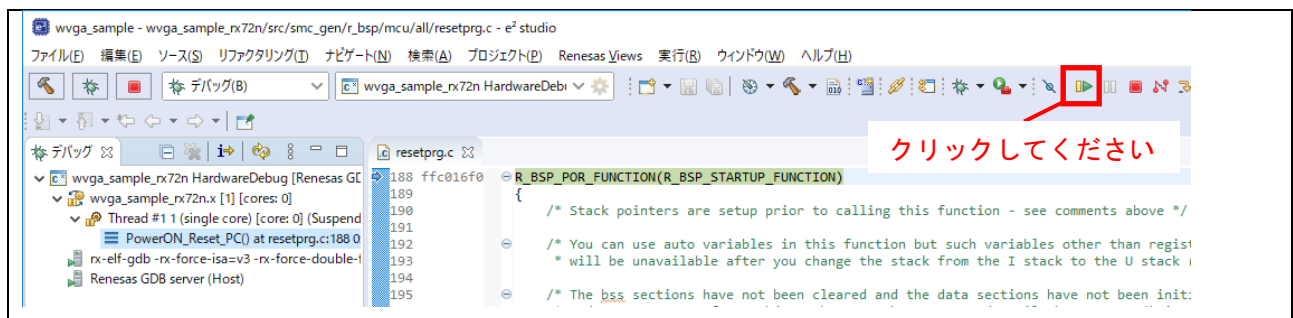 wvga_sample - wvga_sample_rx72n/src/smc_gen/r_bsp/mcu/all/resetprg.c - e² studio
ファイル(F) 編集(E) ソース(S) リファクタリング(T) ナビゲート(N) 検索(A) プロジェクト(P) Renesas Views 実行(R) ウィンドウ(W) ヘルプ(H)
デバッグ(B) wvga_sample_rx72n HardwareDebu
クリックしてください
デバッグ resetprg.c
wvga_sample_rx72n HardwareDebug [Renesas GD
wvga_sample_rx72n.x [1] [cores: 0]
Thread #1 1 (single core) [core: 0] (Suspend
PowerON_Reset_PC() at resetprg.c:188 0
rx-elf-gdb -rx-force-isa=v3 -rx-force-double-f
Renesas GDB server (Host)
188 ffc016f0 R_BSP_POR_FUNCTION(R_BSP_STARTUP_FUNCTION)
189 {
190 /* Stack pointers are setup prior to calling this function - see comments above */
191
192 /* You can use auto variables in this function but such variables other than regist
193 * will be unavailable after you change the stack from the I stack to the U stack
194
195 /* The bss sections have not been cleared and the data sections have not been initi